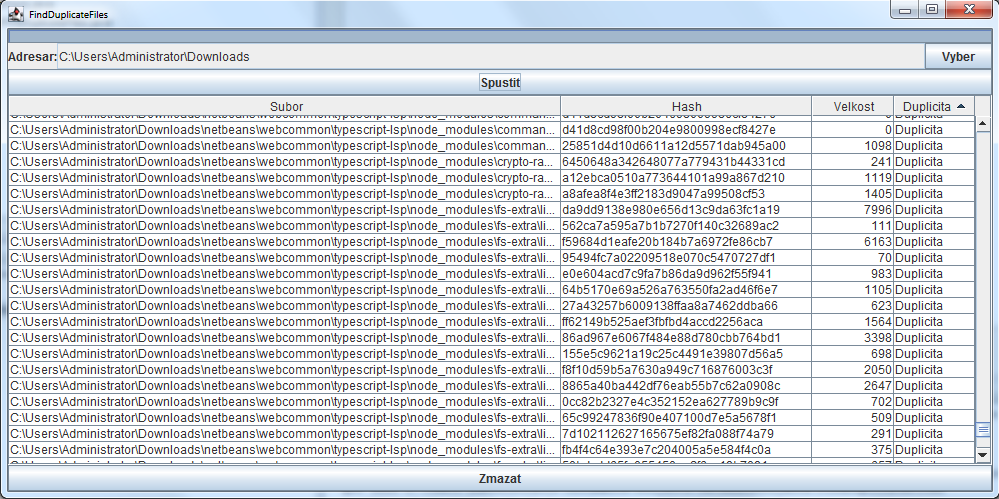 FindDuplicateFiles
Adresar: C:\Users\Administrator\Downloads Vyber
Spustit
Subor Hash Velkost Duplicita
C:\Users\Administrator\Downloads\netbeans\webcommon\typescript-lsp\node_modules\comman... d41d8cd98f00b204e9800998ecf8427e 0 Duplicita
C:\Users\Administrator\Downloads\netbeans\webcommon\typescript-lsp\node_modules\comman... 25851d4d10d6611a12d5571dab945a00 1098 Duplicita
C:\Users\Administrator\Downloads\netbeans\webcommon\typescript-lsp\node_modules\crypto-ra... 6450648a342648077a779431b44331cd 241 Duplicita
C:\Users\Administrator\Downloads\netbeans\webcommon\typescript-lsp\node_modules\crypto-ra... a12ebca0510a773644101a99a867d210 1119 Duplicita
C:\Users\Administrator\Downloads\netbeans\webcommon\typescript-lsp\node_modules\crypto-ra... a8afea8f4e3ff2183d9047a99508cf53 1405 Duplicita
C:\Users\Administrator\Downloads\netbeans\webcommon\typescript-lsp\node_modules\fs-extra\li... da9dd9138e980e656d13c9da63fc1a19 7996 Duplicita
C:\Users\Administrator\Downloads\netbeans\webcommon\typescript-lsp\node_modules\fs-extra\li... 562ca7a595a7b1b7270f140c32689ac2 111 Duplicita
C:\Users\Administrator\Downloads\netbeans\webcommon\typescript-lsp\node_modules\fs-extra\li... f59684d1eafe20b184b7a6972fe86cb7 6163 Duplicita
C:\Users\Administrator\Downloads\netbeans\webcommon\typescript-lsp\node_modules\fs-extra\li... 95494fc7a02209518e070c5470727df1 70 Duplicita
C:\Users\Administrator\Downloads\netbeans\webcommon\typescript-lsp\node_modules\fs-extra\li... e0e604acd7c9fa7b86da9d962f55f941 983 Duplicita
C:\Users\Administrator\Downloads\netbeans\webcommon\typescript-lsp\node_modules\fs-extra\li... 64b5170e69a526a763550fa2ad46f6e7 1105 Duplicita
C:\Users\Administrator\Downloads\netbeans\webcommon\typescript-lsp\node_modules\fs-extra\li... 27a43257b6009138ffaa8a7462ddba66 623 Duplicita
C:\Users\Administrator\Downloads\netbeans\webcommon\typescript-lsp\node_modules\fs-extra\li... ff62149b525aef3fbfbd4accd2256aca 1564 Duplicita
C:\Users\Administrator\Downloads\netbeans\webcommon\typescript-lsp\node_modules\fs-extra\li... 86ad967e6067f484e88d780cbb764bd1 3398 Duplicita
C:\Users\Administrator\Downloads\netbeans\webcommon\typescript-lsp\node_modules\fs-extra\li... 155e5c9621a19c25c4491e39807d56a5 698 Duplicita
C:\Users\Administrator\Downloads\netbeans\webcommon\typescript-lsp\node_modules\fs-extra\li... f8f10d59b5a7630a949c716876003c3f 2050 Duplicita
C:\Users\Administrator\Downloads\netbeans\webcommon\typescript-lsp\node_modules\fs-extra\li... 8865a40ba442df76eab55b7c62a0908c 2647 Duplicita
C:\Users\Administrator\Downloads\netbeans\webcommon\typescript-lsp\node_modules\fs-extra\li... 0cc82b2327e4c352152ea627789b9c9f 702 Duplicita
C:\Users\Administrator\Downloads\netbeans\webcommon\typescript-lsp\node_modules\fs-extra\li... 65c99247836f90e407100d7e5a5678f1 509 Duplicita
C:\Users\Administrator\Downloads\netbeans\webcommon\typescript-lsp\node_modules\fs-extra\li... 7d102112627165675ef82fa088f74a79 291 Duplicita
C:\Users\Administrator\Downloads\netbeans\webcommon\typescript-lsp\node_modules\fs-extra\li... fb4f4c64e393e7c204005a5e584f4c0a 375 Duplicita
Zmazat